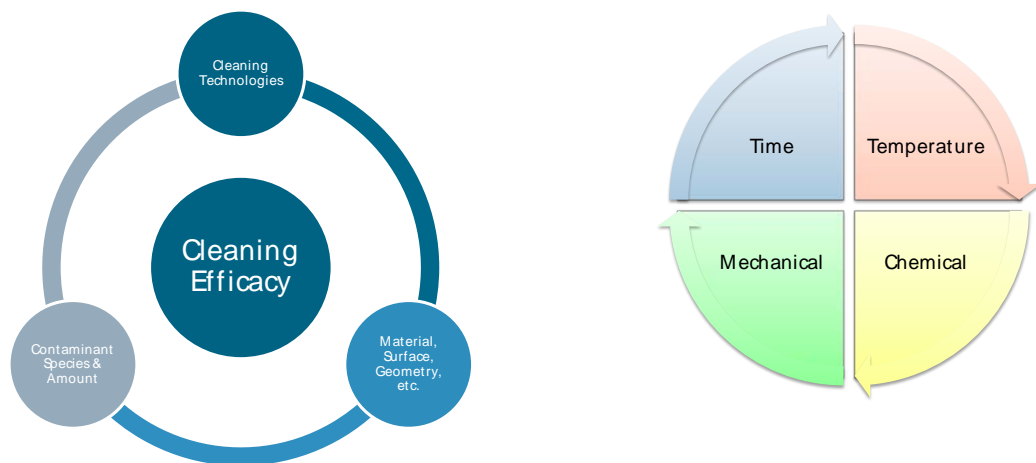 Cleaning
Technologies
Cleaning
Efficacy
Contaminant
Species &
Amount
Material,
Surface,
Geometry,
etc.
Time
Temperature
Mechanical
Chemical